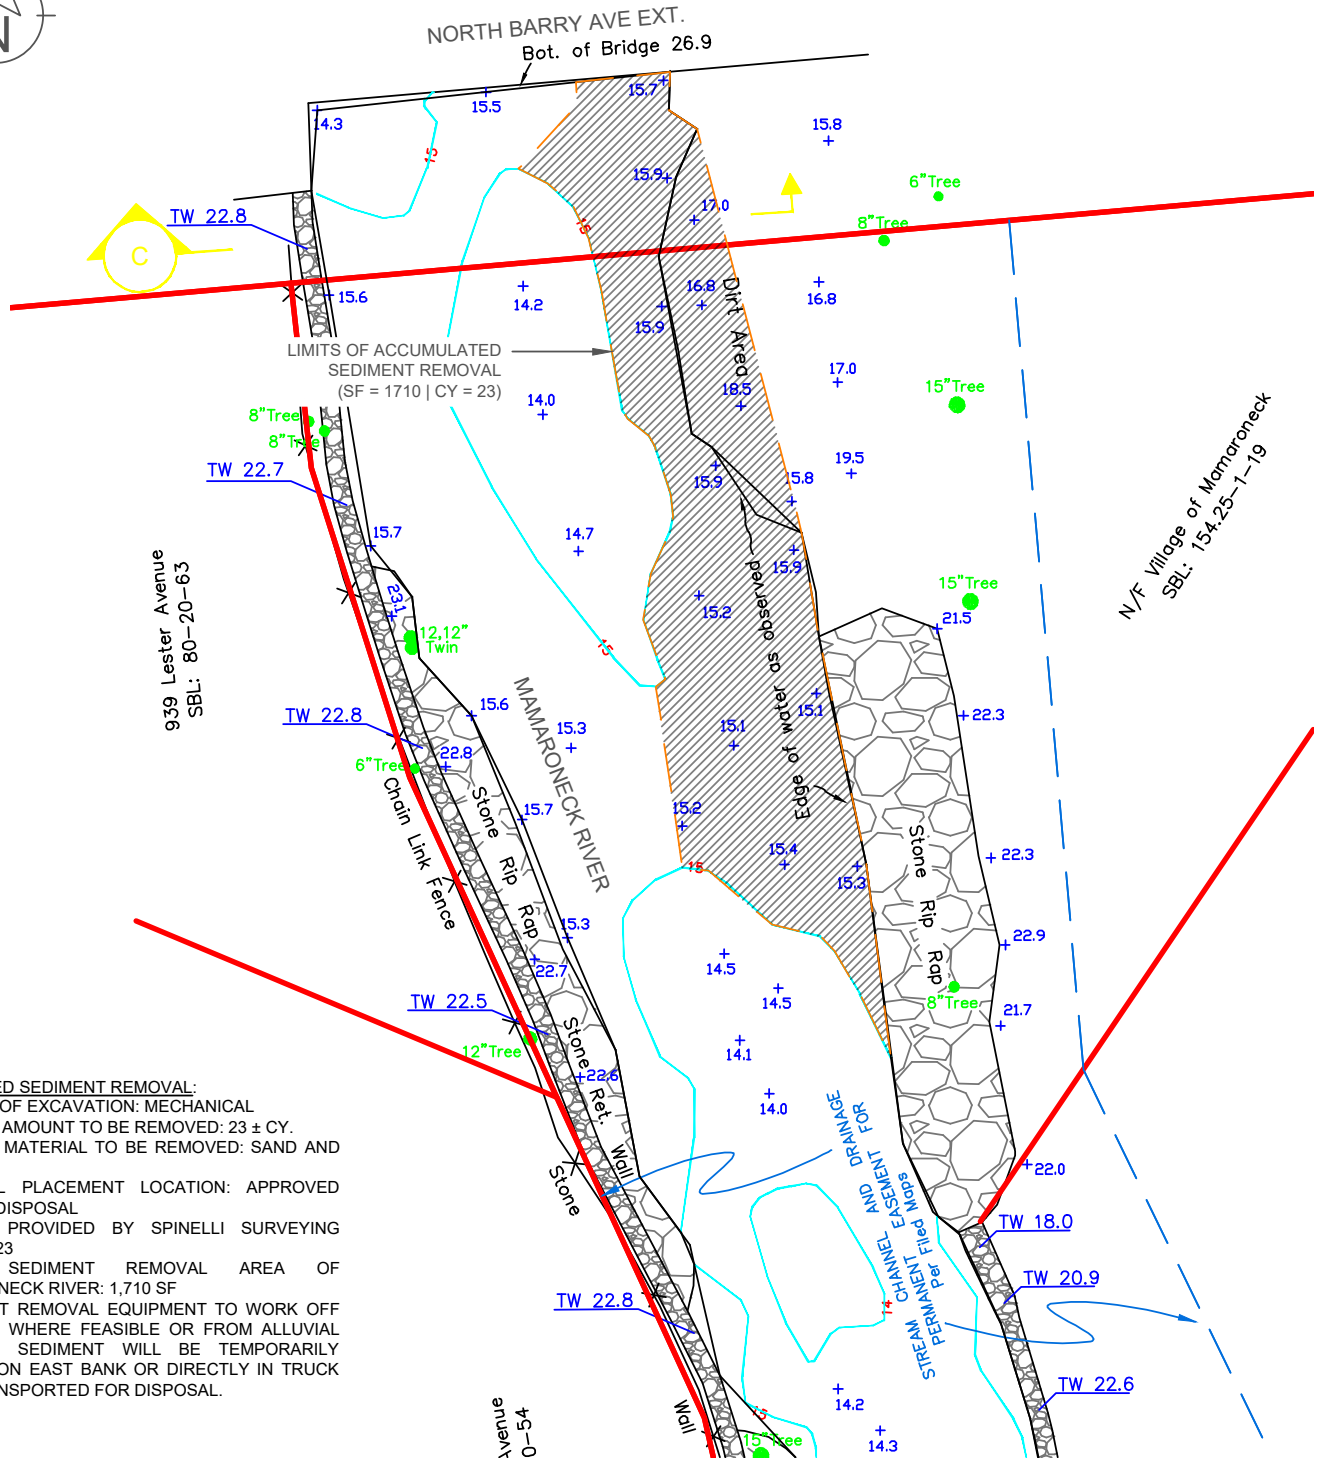 N
NORTH BARRY AVE EXT.
Bot. of Bridge 26.9
14.3
15.5
15.7
15
15.8
15.9
6"Tree
TW 22.8
17.0
8"Tree
15
C
15.6
14.2
16.8
16.8
15.9
Dirt Area
LIMITS OF ACCUMULATED
SEDIMENT REMOVAL
(SF = 1710 | CY = 23)
17.0
15"Tree
14.0
18.5
8"Tree
8"Tree
TW 22.7
15.9
15.8
19.5
N/F Village of Mamaroneck
SBL: 154.25-1-19
15.7
14.7
15.9
939 Lester Avenue
SBL: 80-20-63
23.1
15.2
15"Tree
21.5
12,12"
Twin
15
Edge of water as observed
MAMARONECK RIVER
TW 22.8
15.6
15.3
15.1
15.1
22.3
6"Tree
22.8
Chain Link Fence
Stone Rip Rap
15.7
15.2
15.4
15
15.3
Stone Rip Rap
22.3
15.3
22.7
14.5
14.5
22.9
8"Tree
TW 22.5
21.7
12"Tree
14.1
Stone Ret. Wall
22.6
14.0
STREAM CHANNEL AND DRAINAGE
PERMANENT EASEMENT FOR
Per Filed Maps
ED SEDIMENT REMOVAL:
OF EXCAVATION: MECHANICAL
AMOUNT TO BE REMOVED: 23 ± CY.
MATERIAL TO BE REMOVED: SAND AND
L PLACEMENT LOCATION: APPROVED
DISPOSAL
PROVIDED BY SPINELLI SURVEYING
23
SEDIMENT REMOVAL AREA OF
NECK RIVER: 1,710 SF
T REMOVAL EQUIPMENT TO WORK OFF
WHERE FEASIBLE OR FROM ALLUVIAL
SEDIMENT WILL BE TEMPORARILY
ON EAST BANK OR DIRECTLY IN TRUCK
NSPORTED FOR DISPOSAL.
Stone
Wall
22.0
TW 18.0
TW 20.9
TW 22.8
14
TW 22.6
14.2
14.3
15
15"Tree
Avenue
0-54